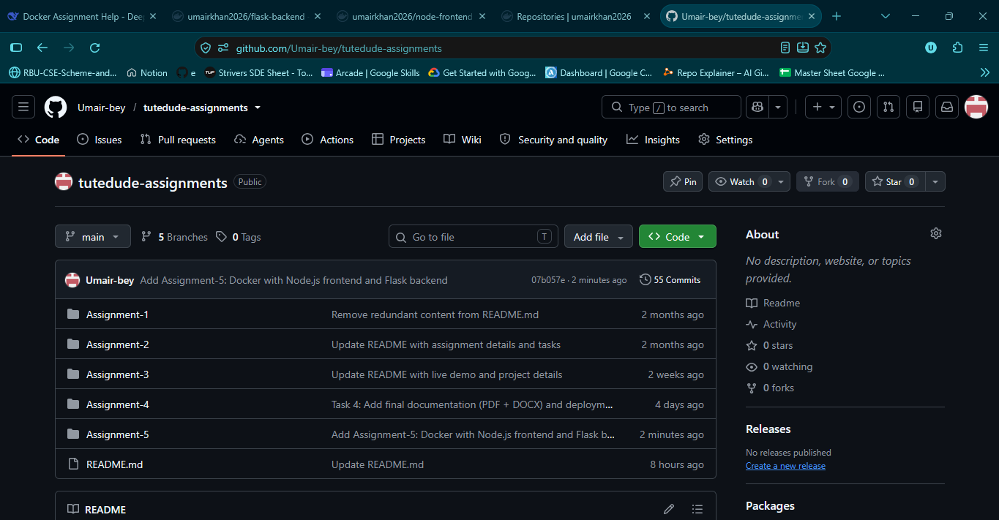 Docker Assignment Help - Dee
umairkhan2026/flask-backend
umairkhan2026/node-frontend
Repositories | umairkhan2026
Umair-bey/tutedude-assignme
github.com/Umair-bey/tutedude-assignments
U
RBU-CSE-Scheme-and...
Notion
e
TUF
Strivers SDE Sheet - To...
Arcade | Google Skills
Get Started with Goog...
Dashboard | Google C...
Repo Explainer – AI Gi...
Master Sheet Google ...
Umair-bey / tutedude-assignments
Type / to search
Code
Issues
Pull requests
Agents
Actions
Projects
Wiki
Security and quality
Insights
Settings
tutedude-assignments
Public
Pin
Watch 0
Fork 0
Star 0
main
5 Branches
0 Tags
Go to file
T
Add file
Code
Umair-bey Add Assignment-5: Docker with Node.js frontend and Flask backend
07b057e · 2 minutes ago
55 Commits
Assignment-1 Remove redundant content from README.md 2 months ago
Assignment-2 Update README with assignment details and tasks 2 months ago
Assignment-3 Update README with live demo and project details 2 weeks ago
Assignment-4 Task 4: Add final documentation (PDF + DOCX) and deploym... 4 days ago
Assignment-5 Add Assignment-5: Docker with Node.js frontend and Flask b... 2 minutes ago
README.md Update README.md 8 hours ago
README
About
No description, website, or topics
provided.
Readme
Activity
0 stars
0 watching
0 forks
Releases
No releases published
Create a new release
Packages